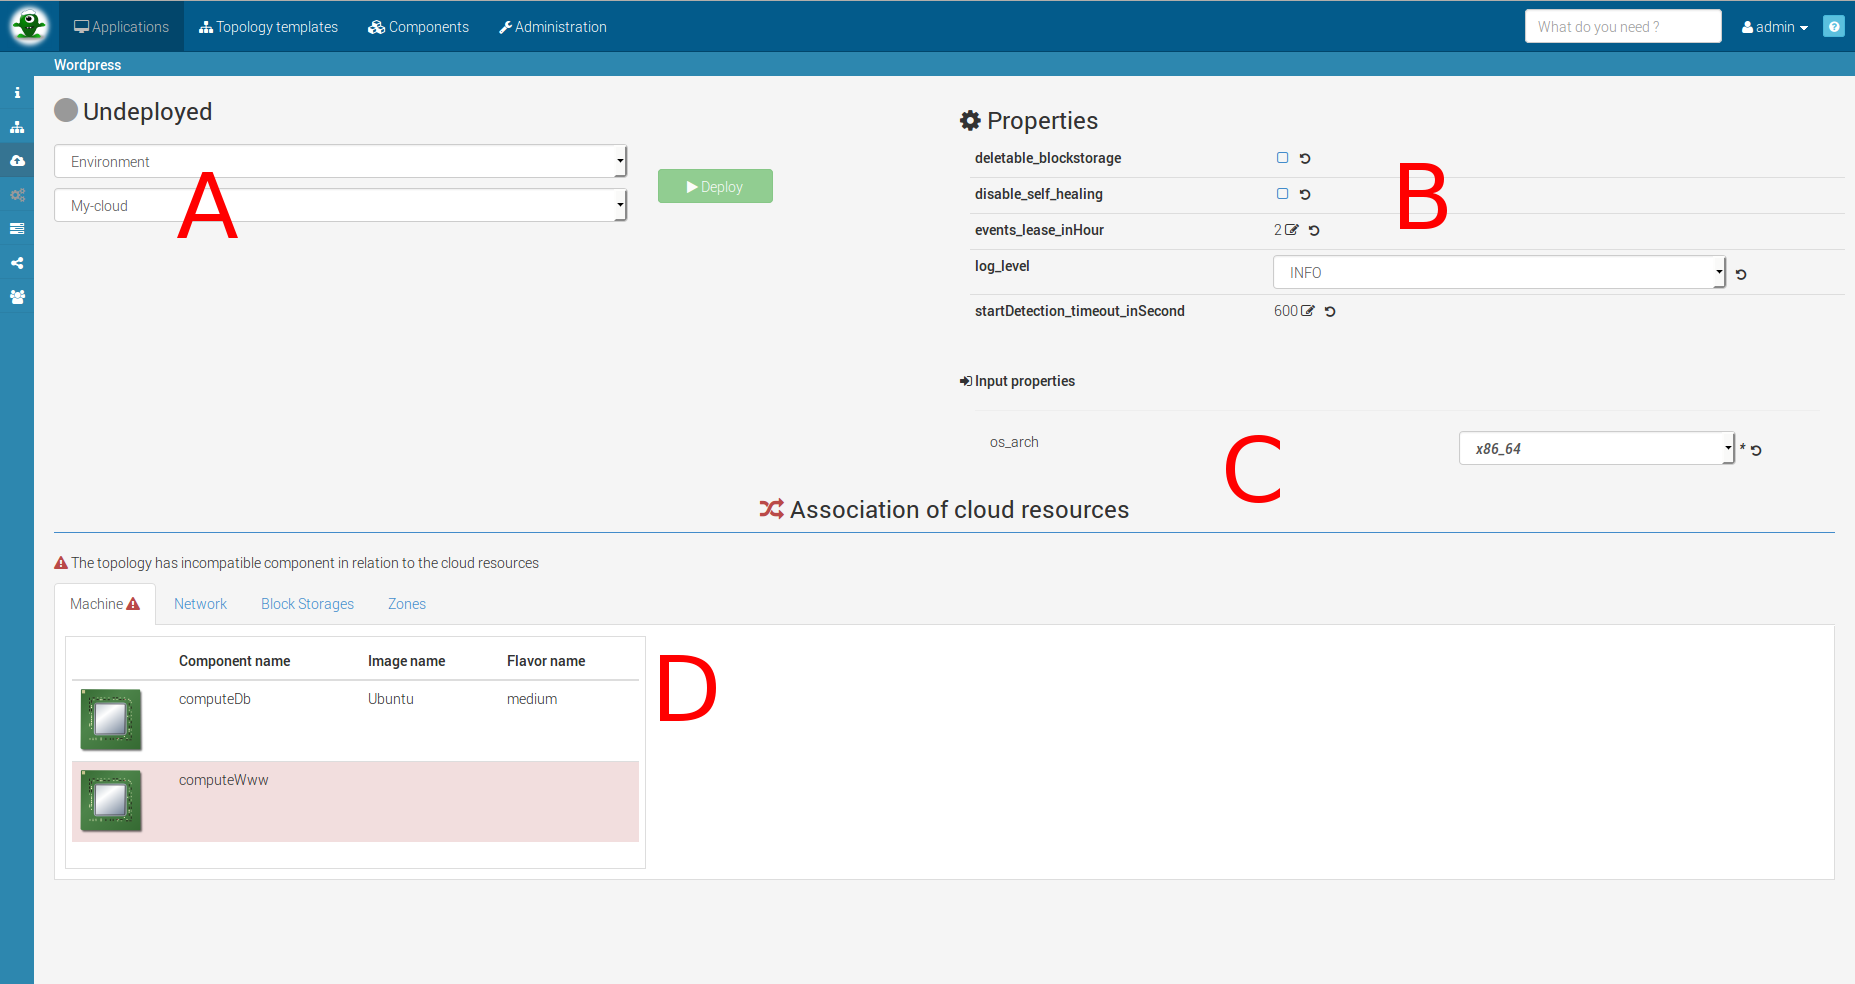 Applications Topology templates Components Administration What do you need ? admin
Wordpress
Undeployed
Environment
My-cloud
Deploy
A
Properties
deletable_blockstorage
disable_self_healing
events_lease_inHour 2
log_level INFO
startDetection_timeout_inSecond 600
B
Input properties
os_arch x86_64 *
C
Association of cloud resources
The topology has incompatible component in relation to the cloud resources
Machine Network Block Storages Zones
Component name Image name Flavor name
computeDb Ubuntu medium
computeWww
D